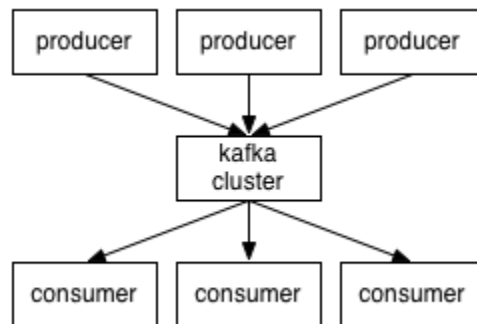 producer
producer
producer
kafka
cluster
consumer
consumer
consumer